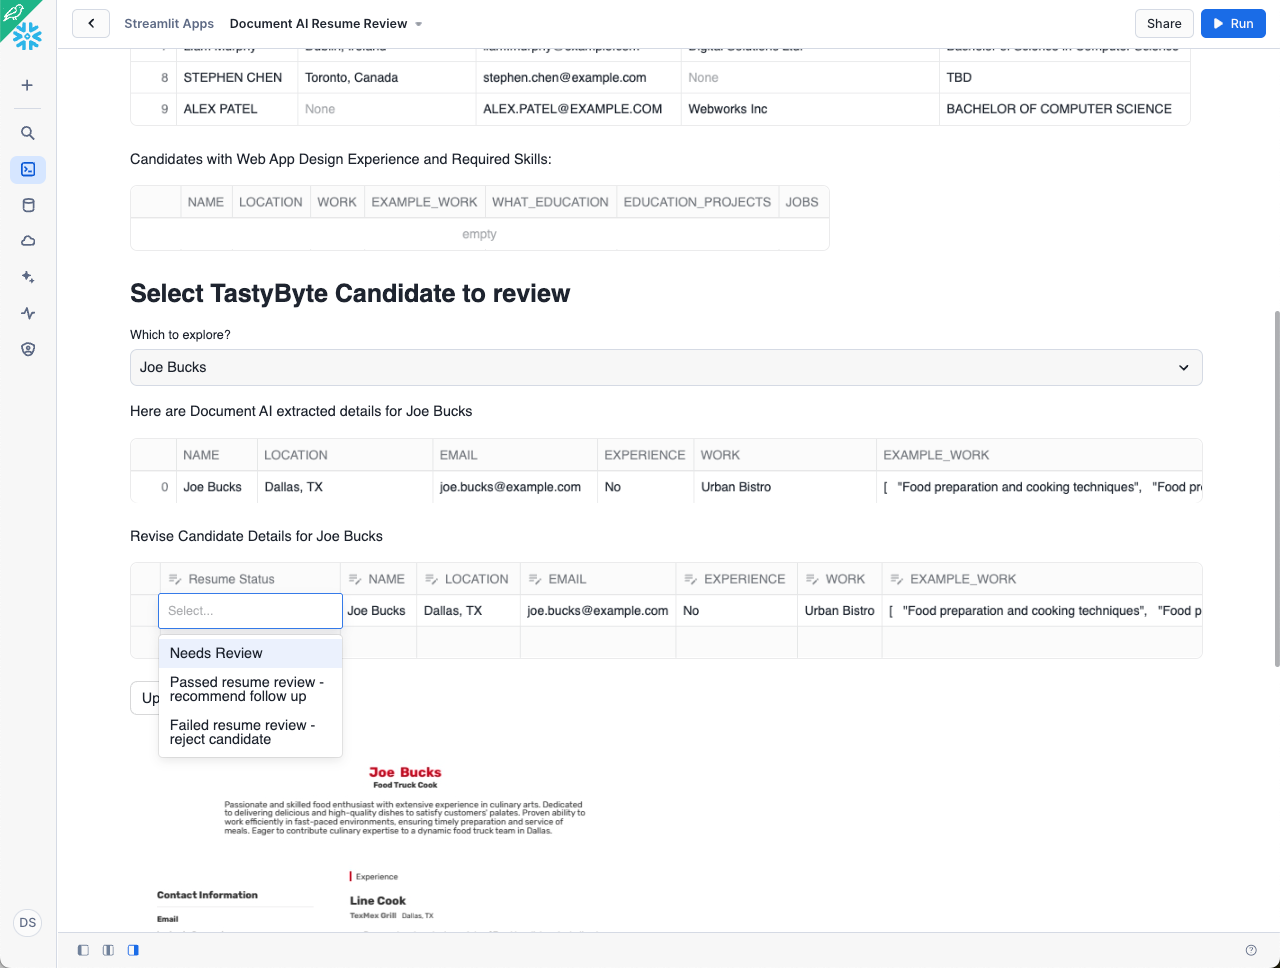 Streamlit Apps Document AI Resume Review Share Run
8 STEPHEN CHEN Toronto, Canada stephen.chen@example.com None TBD
9 ALEX PATEL None ALEX.PATEL@EXAMPLE.COM Webworks Inc BACHELOR OF COMPUTER SCIENCE
Candidates with Web App Design Experience and Required Skills:
NAME LOCATION WORK EXAMPLE_WORK WHAT_EDUCATION EDUCATION_PROJECTS JOBS
empty
Select TastyByte Candidate to review
Which to explore?
Joe Bucks
Here are Document AI extracted details for Joe Bucks
NAME LOCATION EMAIL EXPERIENCE WORK EXAMPLE_WORK
0 Joe Bucks Dallas, TX joe.bucks@example.com No Urban Bistro [ "Food preparation and cooking techniques", "Food pr
Revise Candidate Details for Joe Bucks
Resume Status NAME LOCATION EMAIL EXPERIENCE WORK EXAMPLE_WORK
Select... Joe Bucks Dallas, TX joe.bucks@example.com No Urban Bistro [ "Food preparation and cooking techniques", "Food p
Needs Review
Passed resume review -
recommend follow up
Up
Failed resume review -
reject candidate
Joe Bucks
Food Truck Cook
Passionate and skilled food enthusiast with extensive experience in culinary arts. Dedicated
to delivering delicious and high-quality dishes to satisfy customers' palates. Proven ability to
work efficiently in fast-paced environments, ensuring timely preparation and service of
meals. Eager to contribute culinary expertise to a dynamic food truck team in Dallas.
Experience
Contact Information
Line Cook
Email
TexMex Grill Dallas, TX
DS